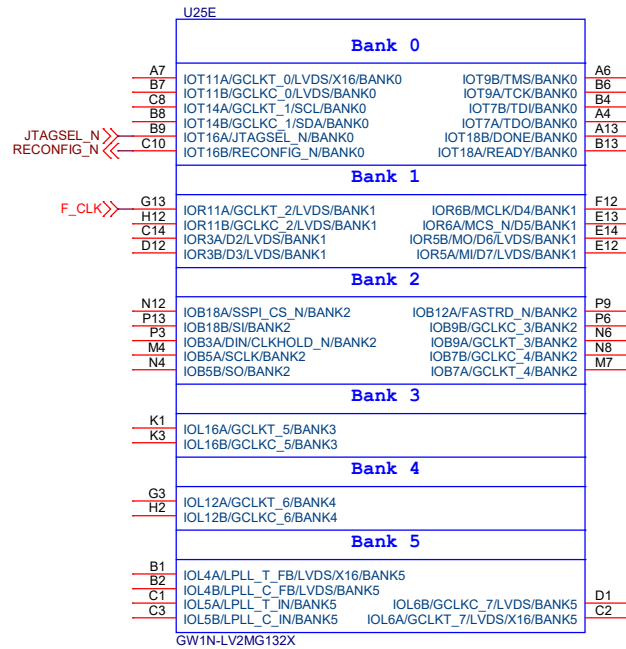 U25E
Bank 0
A7 IOT11A/GCLKT_0/LVDS/X16/BANK0 IOT9B/TMS/BANK0 A6
B7 IOT11B/GCLKC_0/LVDS/BANK0 IOT9A/TCK/BANK0 B6
C8 IOT14A/GCLKT_1/SCL/BANK0 IOT7B/TDI/BANK0 B4
B8 IOT14B/GCLKC_1/SDA/BANK0 IOT7A/TDO/BANK0 A4
JTAGSEL_N B9 IOT16A/JTAGSEL_N/BANK0 IOT18B/DONE/BANK0 A13
RECONFIG_N C10 IOT16B/RECONFIG_N/BANK0 IOT18A/READY/BANK0 B13
Bank 1
F_CLK G13 IOR11A/GCLKT_2/LVDS/BANK1 IOR6B/MCLK/D4/BANK1 F12
H12 IOR11B/GCLKC_2/LVDS/BANK1 IOR6A/MCS_N/D5/BANK1 E13
C14 IOR3A/D2/LVDS/BANK1 IOR5B/MO/D6/LVDS/BANK1 E14
D12 IOR3B/D3/LVDS/BANK1 IOR5A/MI/D7/LVDS/BANK1 E12
Bank 2
N12 IOB18A/SSPI_CS_N/BANK2 IOB12A/FASTRD_N/BANK2 P9
P13 IOB18B/SI/BANK2 IOB9B/GCLKC_3/BANK2 P6
P3 IOB3A/DIN/CLKHOLD_N/BANK2 IOB9A/GCLKT_3/BANK2 N6
M4 IOB5A/SCLK/BANK2 IOB7B/GCLKC_4/BANK2 N8
N4 IOB5B/SO/BANK2 IOB7A/GCLKT_4/BANK2 M7
Bank 3
K1 IOL16A/GCLKT_5/BANK3
K3 IOL16B/GCLKC_5/BANK3
Bank 4
G3 IOL12A/GCLKT_6/BANK4
H2 IOL12B/GCLKC_6/BANK4
Bank 5
B1 IOL4A/LPLL_T_FB/LVDS/X16/BANK5
B2 IOL4B/LPLL_C_FB/LVDS/BANK5
C1 IOL5A/LPLL_T_IN/BANK5 IOL6B/GCLKC_7/LVDS/BANK5 D1
C3 IOL5B/LPLL_C_IN/BANK5 IOL6A/GCLKT_7/LVDS/X16/BANK5 C2
GW1N-LV2MG132X